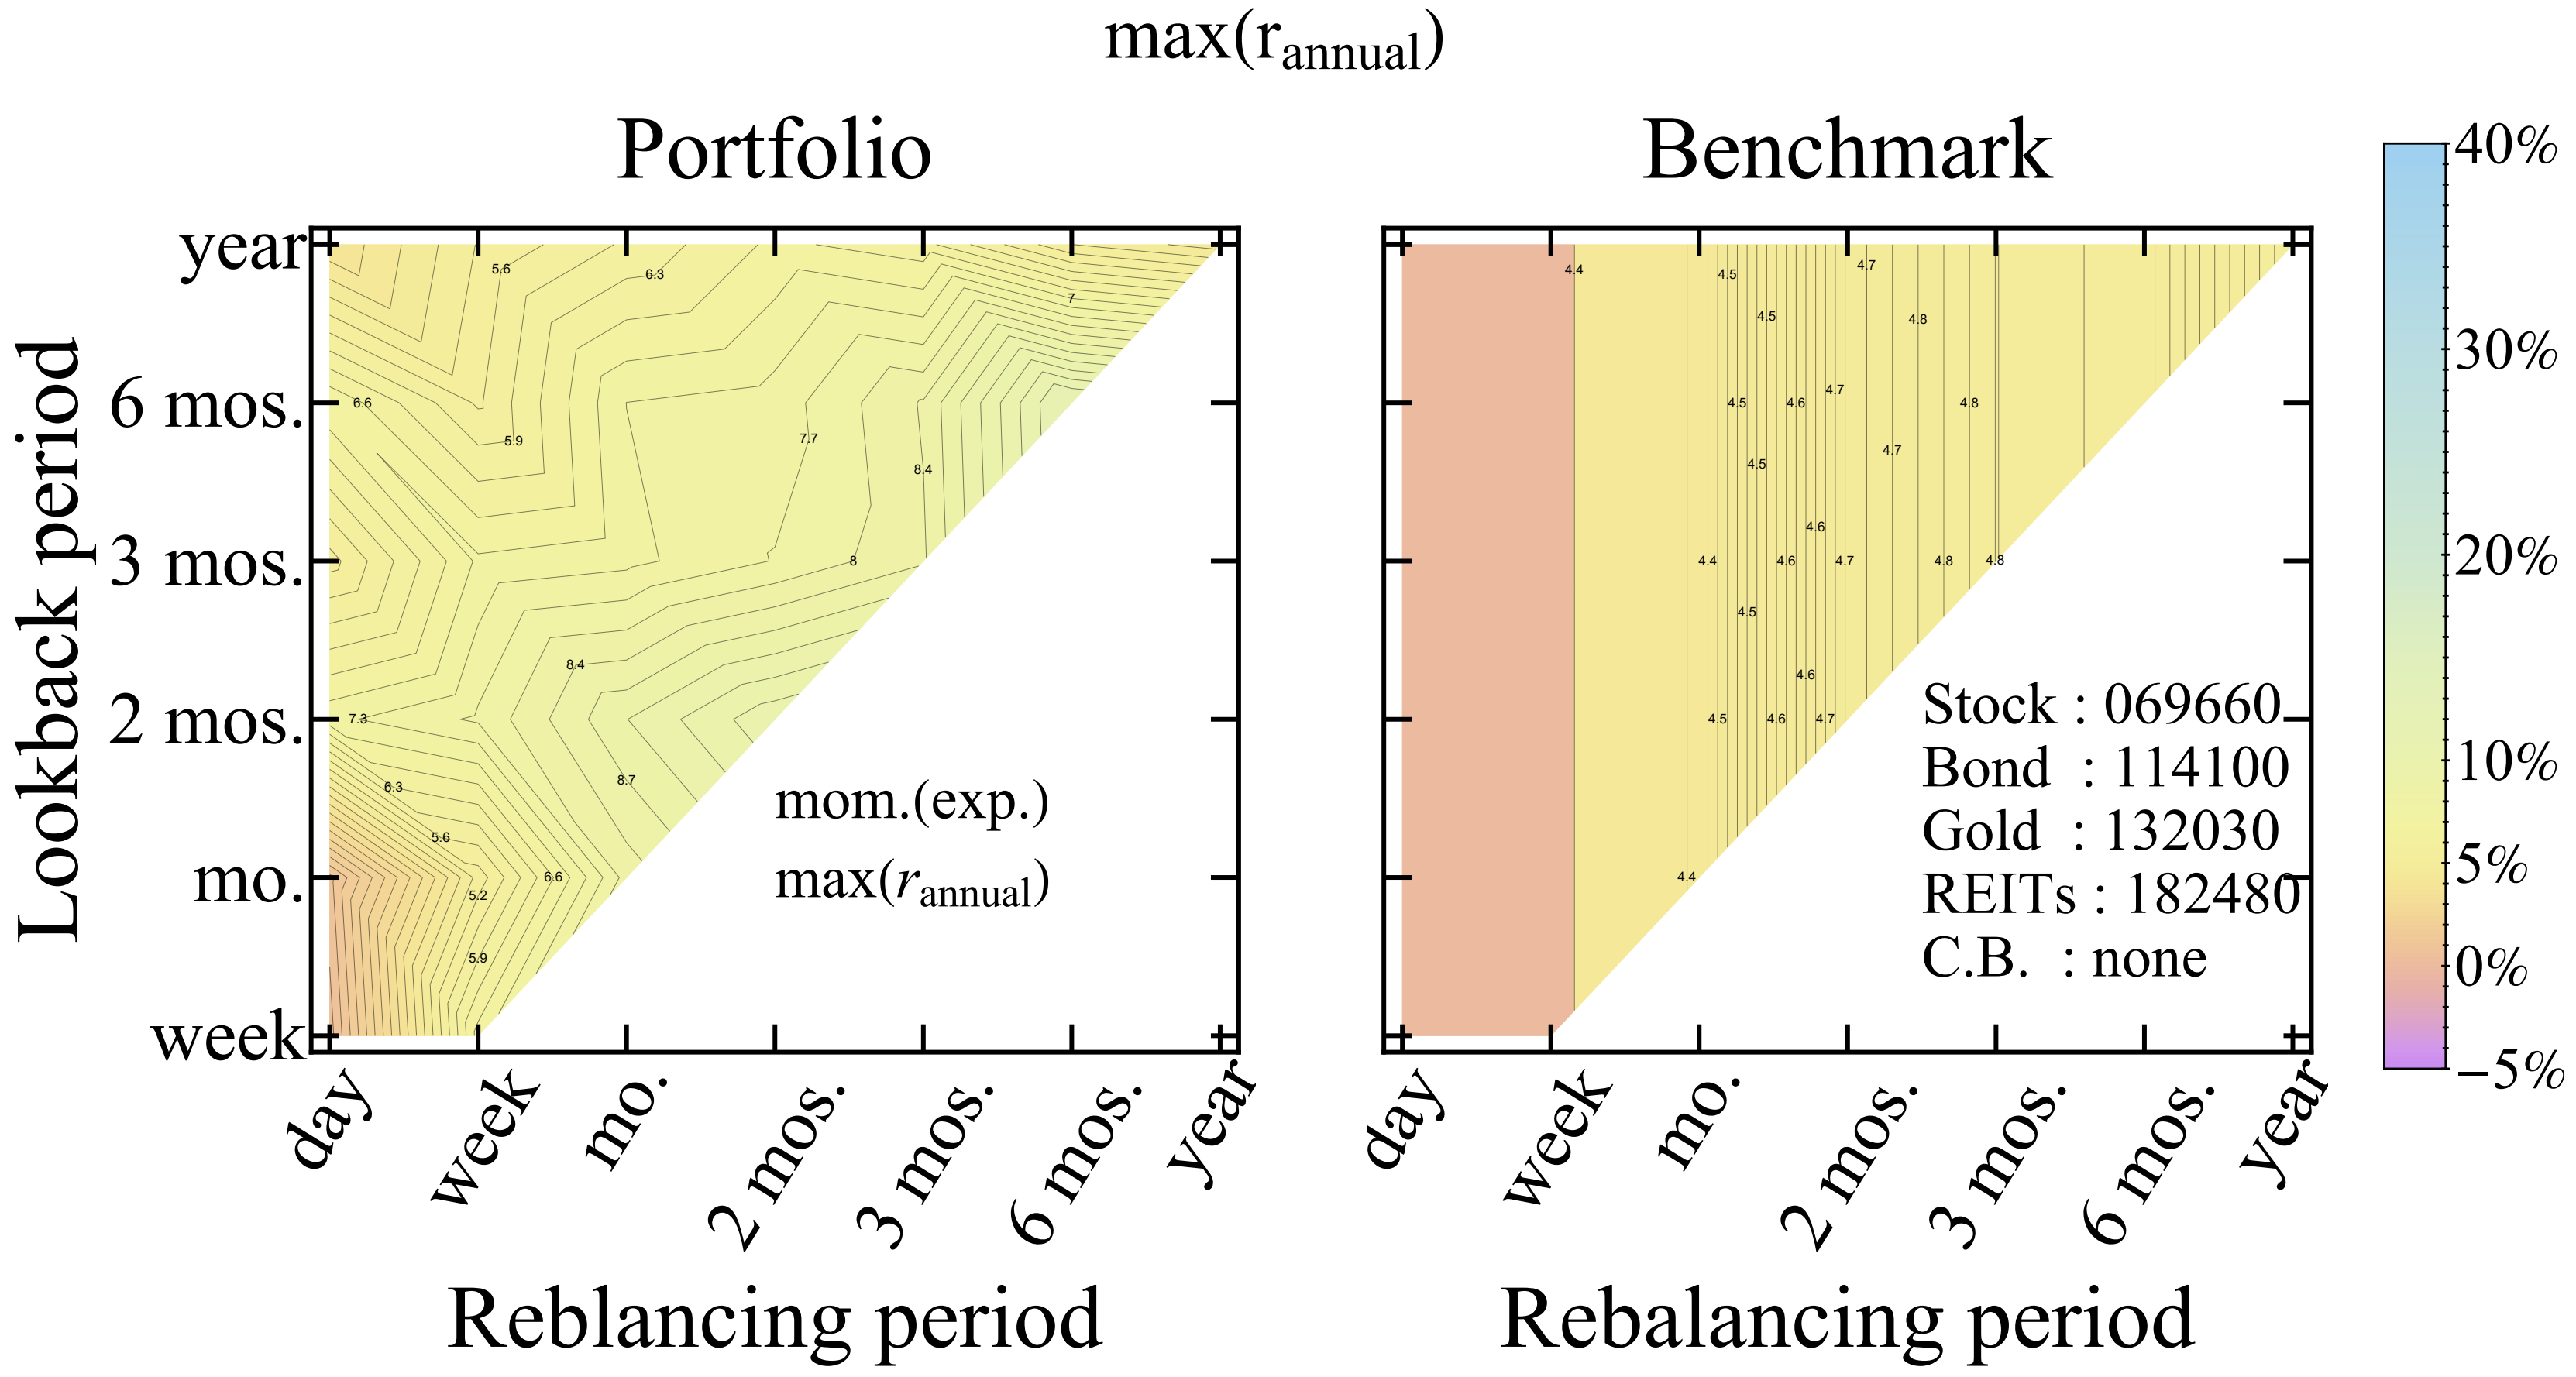 max(r_annual)
Portfolio
Benchmark
Lookback period
year
6 mos.
3 mos.
2 mos.
mo.
week
5.6
6.3
7
6.6
5.9
7.7
8.4
8
8.4
7.3
8.7
6.3
5.6
5.2
6.6
5.9
mom.(exp.)
max(r_annual)
day
week
mo.
2 mos.
3 mos.
6 mos.
year
Reblancing period
4.4
4.5
4.7
4.5
4.8
4.5
4.6
4.7
4.8
4.5
4.7
4.6
4.4
4.6
4.7
4.8
4.8
4.5
4.6
4.5
4.6
4.7
4.4
Stock : 069660
Bond : 114100
Gold : 132030
REITs : 182480
C.B. : none
day
week
mo.
2 mos.
3 mos.
6 mos.
year
Rebalancing period
40%
30%
20%
10%
5%
0%
−5%